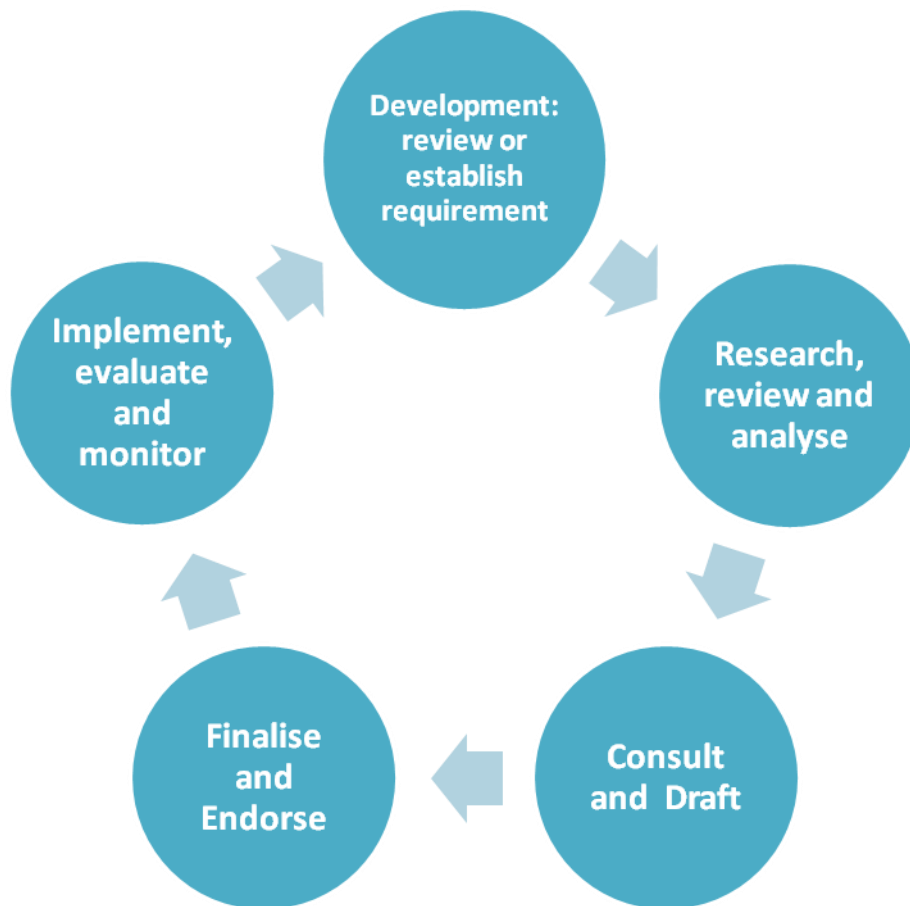 Development:
review or
establish
requirement
Research,
review and
analyse
Consult
and  Draft
Finalise
and
Endorse
Implement,
evaluate
and
monitor